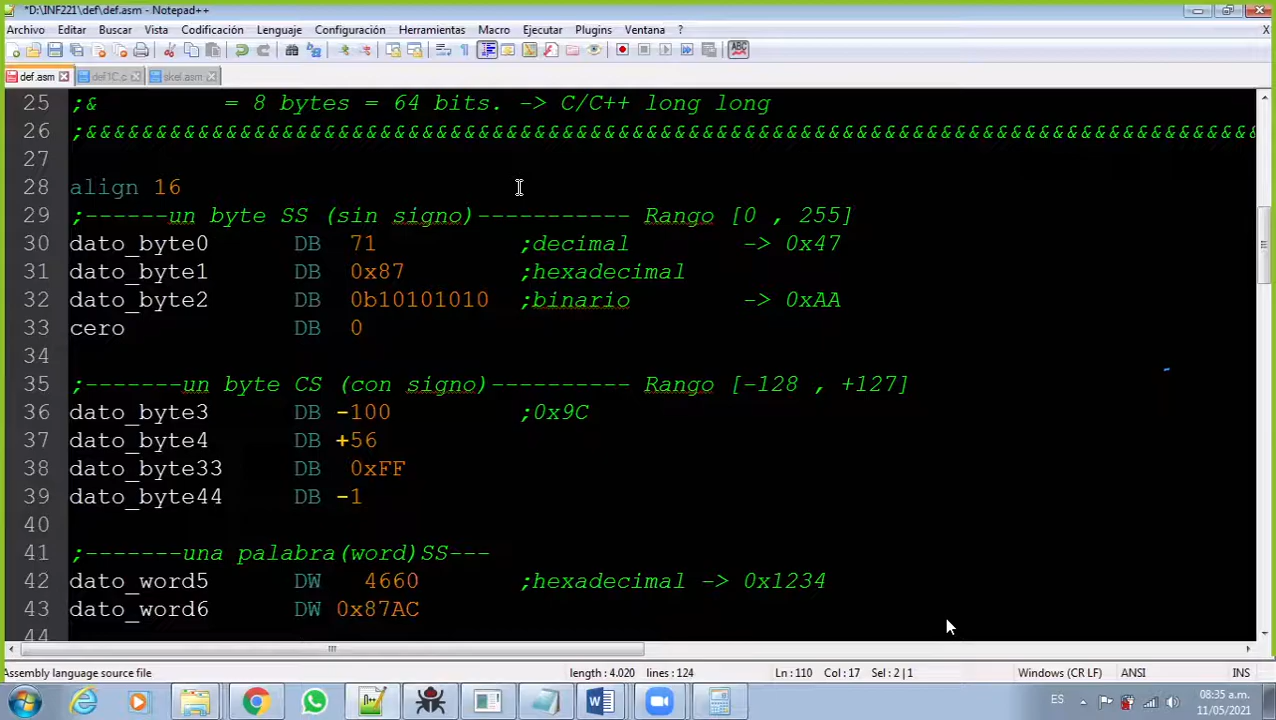 *D:\INF221\def\def.asm - Notepad++
Archivo Editar Buscar Vista Codificación Lenguaje Configuración Herramientas Macro Ejecutar Plugins Ventana ? X
def.asm def1C.c skel.asm
25 ;& = 8 bytes = 64 bits. -> C/C++ long long
26 ;&&&&&&&&&&&&&&&&&&&&&&&&&&&&&&&&&&&&&&&&&&&&&&&&&&&&&&&&&&&&&&&&&&&&&&&&&&&&&&&&&&&&
27
28 align 16
29 ;------un byte SS (sin signo)----------- Rango [0 , 255]
30 dato_byte0 DB 71 ;decimal -> 0x47
31 dato_byte1 DB 0x87 ;hexadecimal
32 dato_byte2 DB 0b10101010 ;binario -> 0xAA
33 cero DB 0
34
35 ;-------un byte CS (con signo)---------- Rango [-128 , +127]
36 dato_byte3 DB -100 ;0x9C
37 dato_byte4 DB +56
38 dato_byte33 DB 0xFF
39 dato_byte44 DB -1
40
41 ;-------una palabra(word)SS---
42 dato_word5 DW 4660 ;hexadecimal -> 0x1234
43 dato_word6 DW 0x87AC
44
Assembly language source file length : 4.020 lines : 124 Ln : 110 Col : 17 Sel : 2 | 1 Windows (CR LF) ANSI INS
ES 08:35 a.m.
11/05/2021